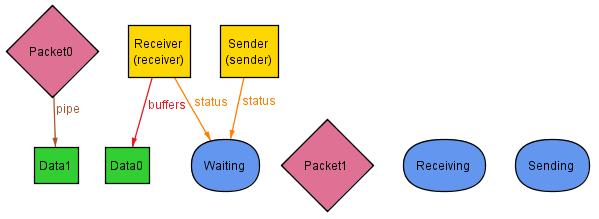 Packet0
Receiver
(receiver)
Sender
(sender)
pipe
buffers
status
status
Data1
Data0
Waiting
Packet1
Receiving
Sending